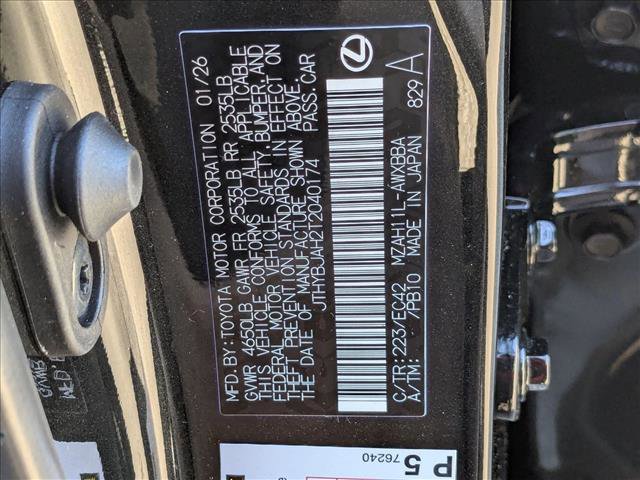 MFD. BY: TOYOTA MOTOR CORPORATION 01/26
GVWR 4650LB GAWR FR 2535LB RR 2535LB
THIS VEHICLE CONFORMS TO ALL APPLICABLE
FEDERAL MOTOR VEHICLE SAFETY, BUMPER, AND
THEFT PREVENTION STANDARDS IN EFFECT ON
THE DATE OF MANUFACTURE SHOWN ABOVE.
JTHYBJAH2T2040174 PASS. CAR
C/TR: 223/EC42 MZAH11L-AWXBBA
A/TM: -/PB10 MADE IN JAPAN 829 A
P 5
76240